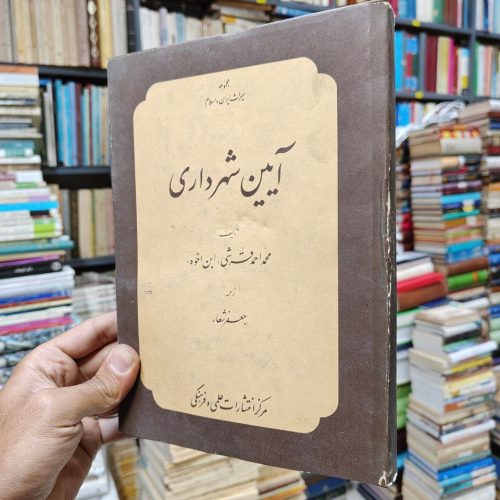 مجموعهٔ
میراث ایران و اسلام
آیین شهرداری
تألیف
محمد احمد قرشی «ابن اخوه»
ترجمهٔ
جعفر شعار
مرکز انتشارات علمی و فرهنگی